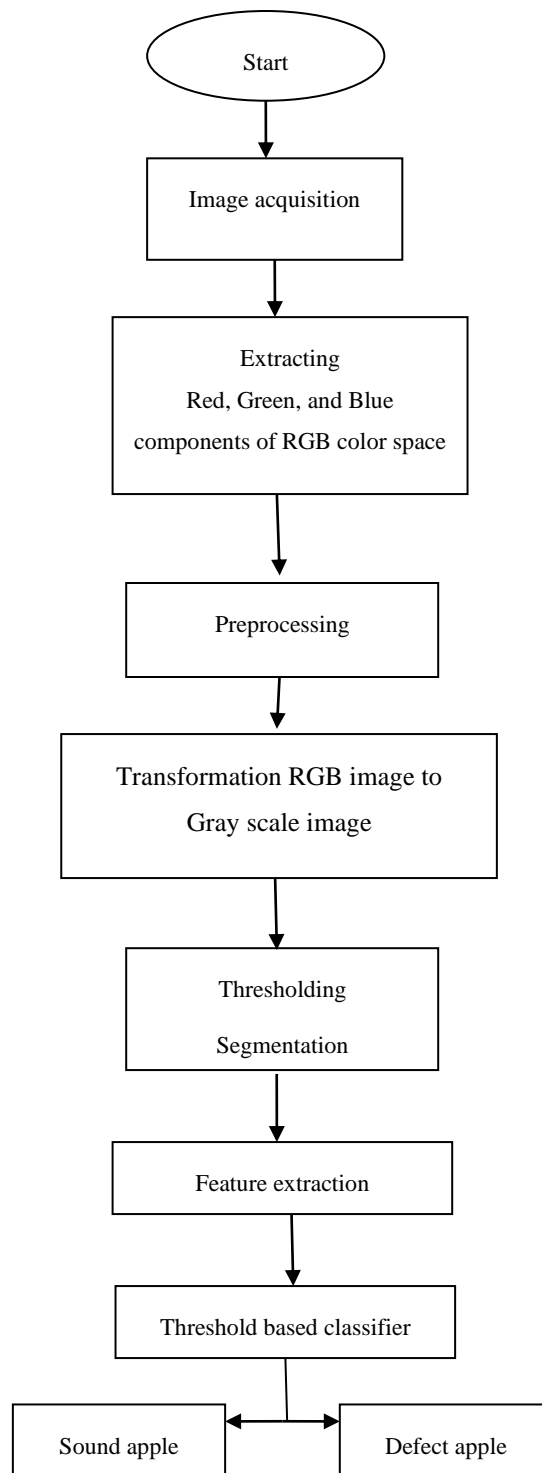 Start
Image acquisition
Extracting
Red, Green, and Blue
components of RGB color space
Preprocessing
Transformation RGB image to
Gray scale image
Thresholding
Segmentation
Feature extraction
Threshold based classifier
Sound apple
Defect apple